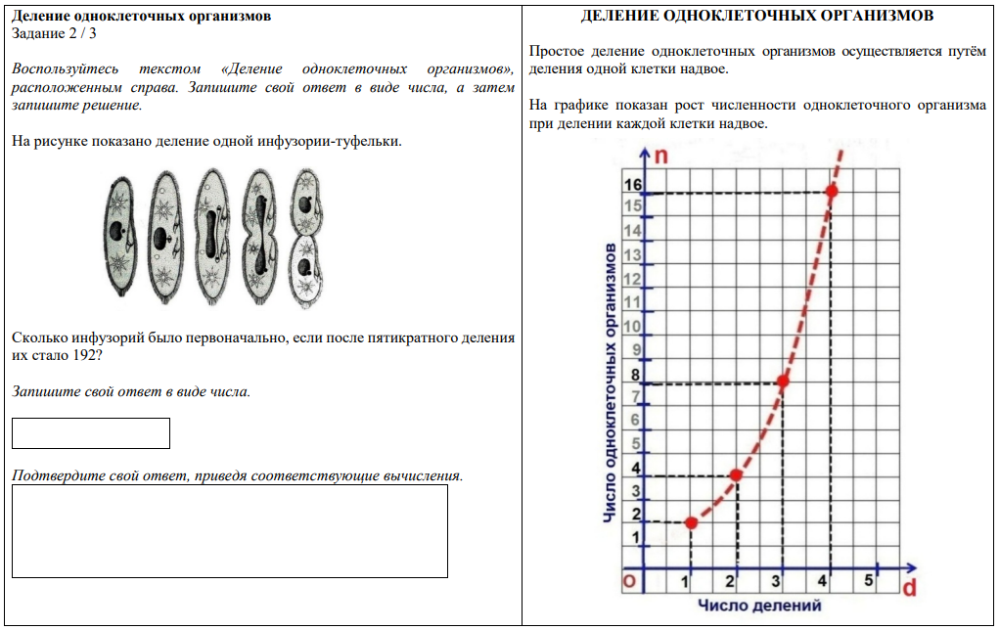 Деление одноклеточных организмов
Задание 2 / 3
Воспользуйтесь текстом «Деление одноклеточных организмов»,
расположенным справа. Запишите свой ответ в виде числа, а затем
запишите решение.
На рисунке показано деление одной инфузории-туфельки.
Сколько инфузорий было первоначально, если после пятикратного деления
их стало 192?
Запишите свой ответ в виде числа.
Подтвердите свой ответ, приведя соответствующие вычисления.
ДЕЛЕНИЕ ОДНОКЛЕТОЧНЫХ ОРГАНИЗМОВ
Простое деление одноклеточных организмов осуществляется путём
деления одной клетки надвое.
На графике показан рост численности одноклеточного организма
при делении каждой клетки надвое.
n
16
15
14
13
12
11
10
9
8
7
6
5
4
3
2
1
Число одноклеточных организмов
O 1 2 3 4 5 d
Число делений